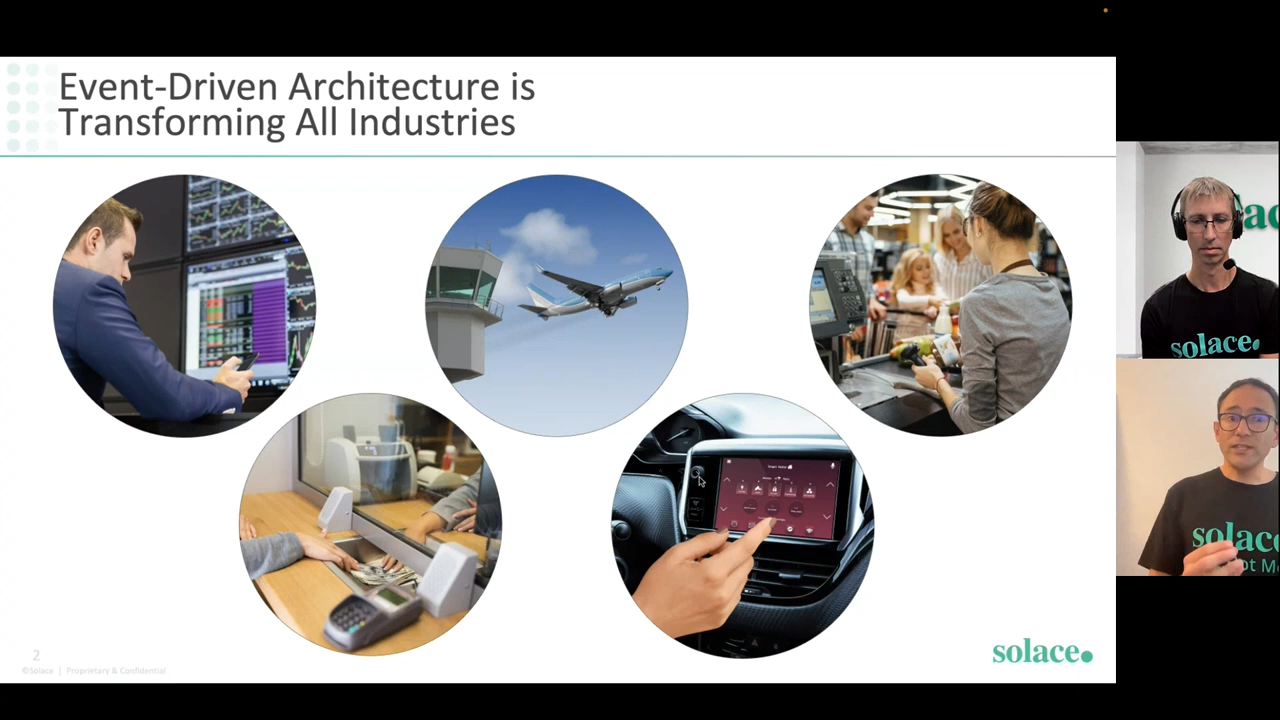 Event-Driven Architecture is
Transforming All Industries
solace.
2
©Solace | Proprietary & Confidential
solace.
solace.